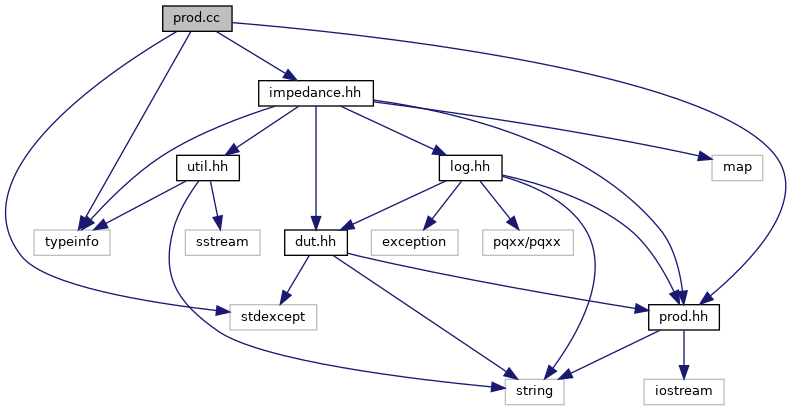 prod.cc
impedance.hh
util.hh
log.hh
map
typeinfo
sstream
dut.hh
exception
pqxx/pqxx
stdexcept
prod.hh
string
iostream